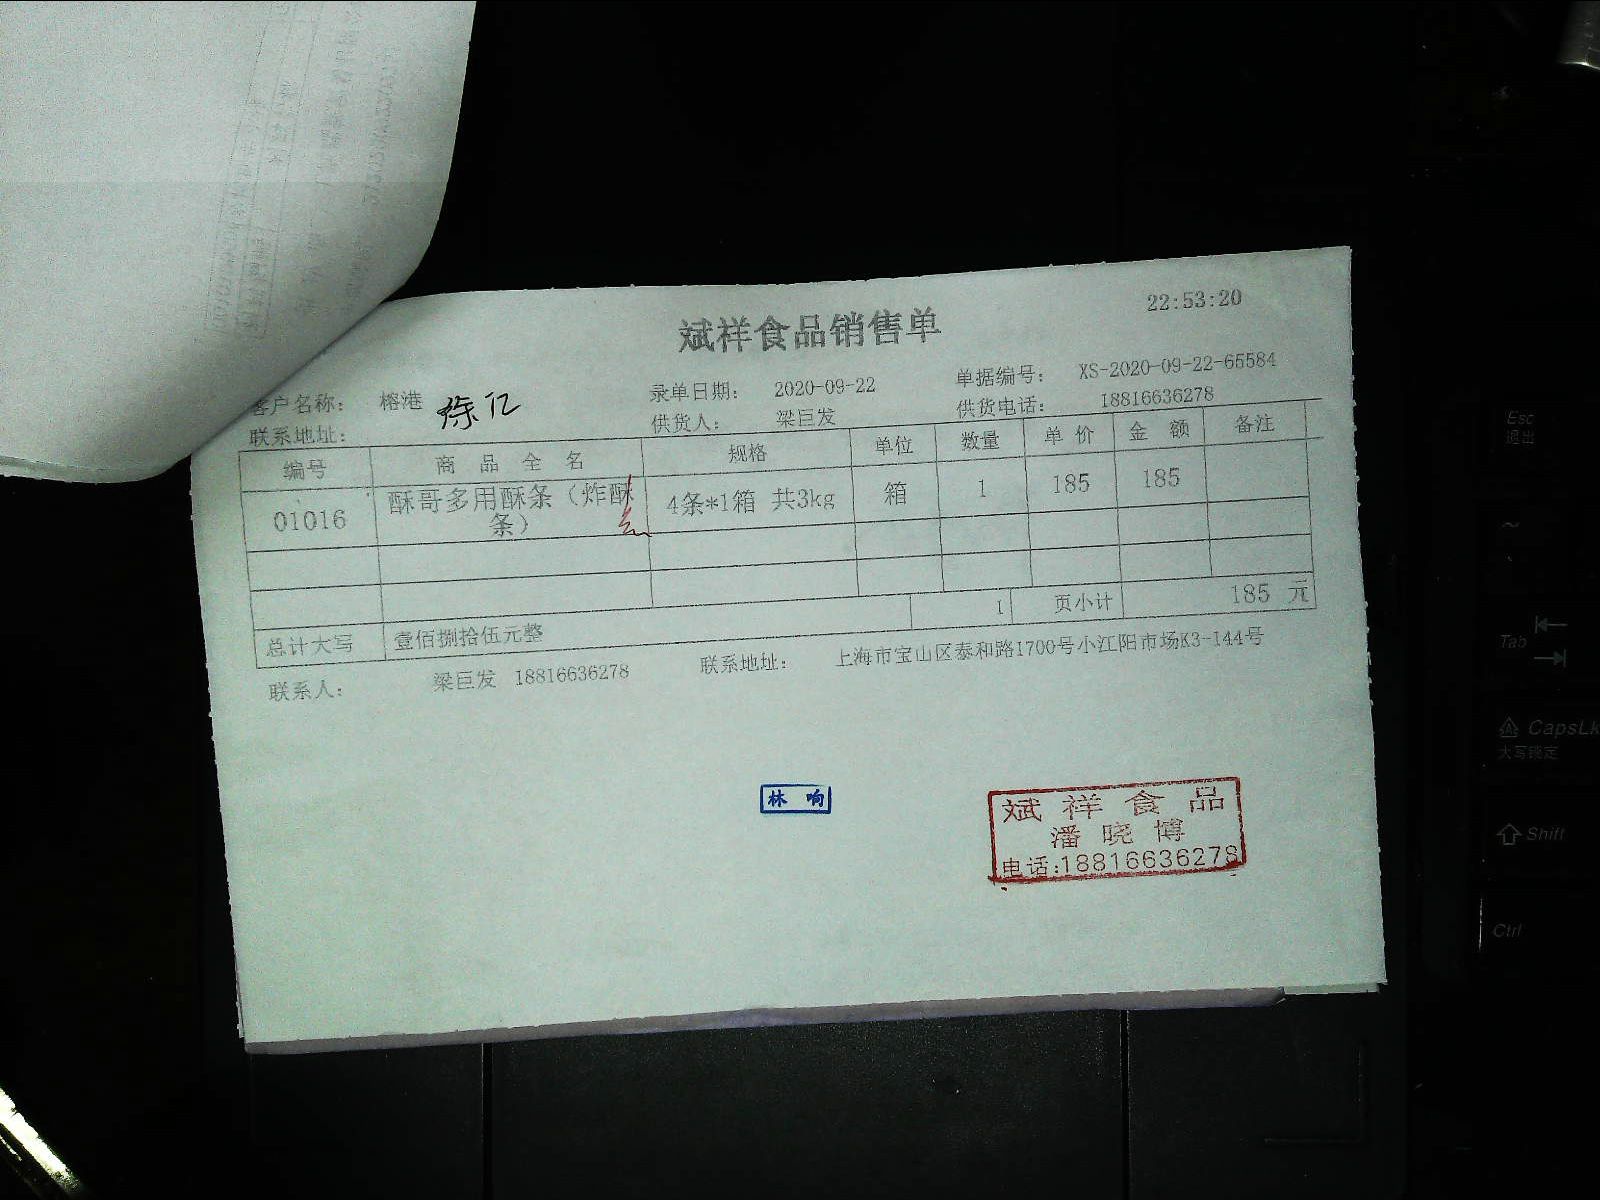 22:53:20
斌祥食品销售单
客户名称： 榕港 录单日期： 2020-09-22 单据编号： XS-2020-09-22-65584
联系地址： 供货人： 梁巨发 供货电话： 18816636278
编号 商 品 全 名 规格 单位 数量 单 价 金 额 备注
01016 酥哥多用酥条（炸酥条） 4条*1箱 共3kg 箱 1 185 185
1 页小计 185 元
总计大写 壹佰捌拾伍元整
联系人： 梁巨发 18816636278 联系地址： 上海市宝山区泰和路1700号小江阳市场K3-144号
林 响
斌 祥 食 品
潘 晓 博
电话:18816636278
Esc
退出
~
Tab
CapsLk
大写锁定
Shift
Ctrl